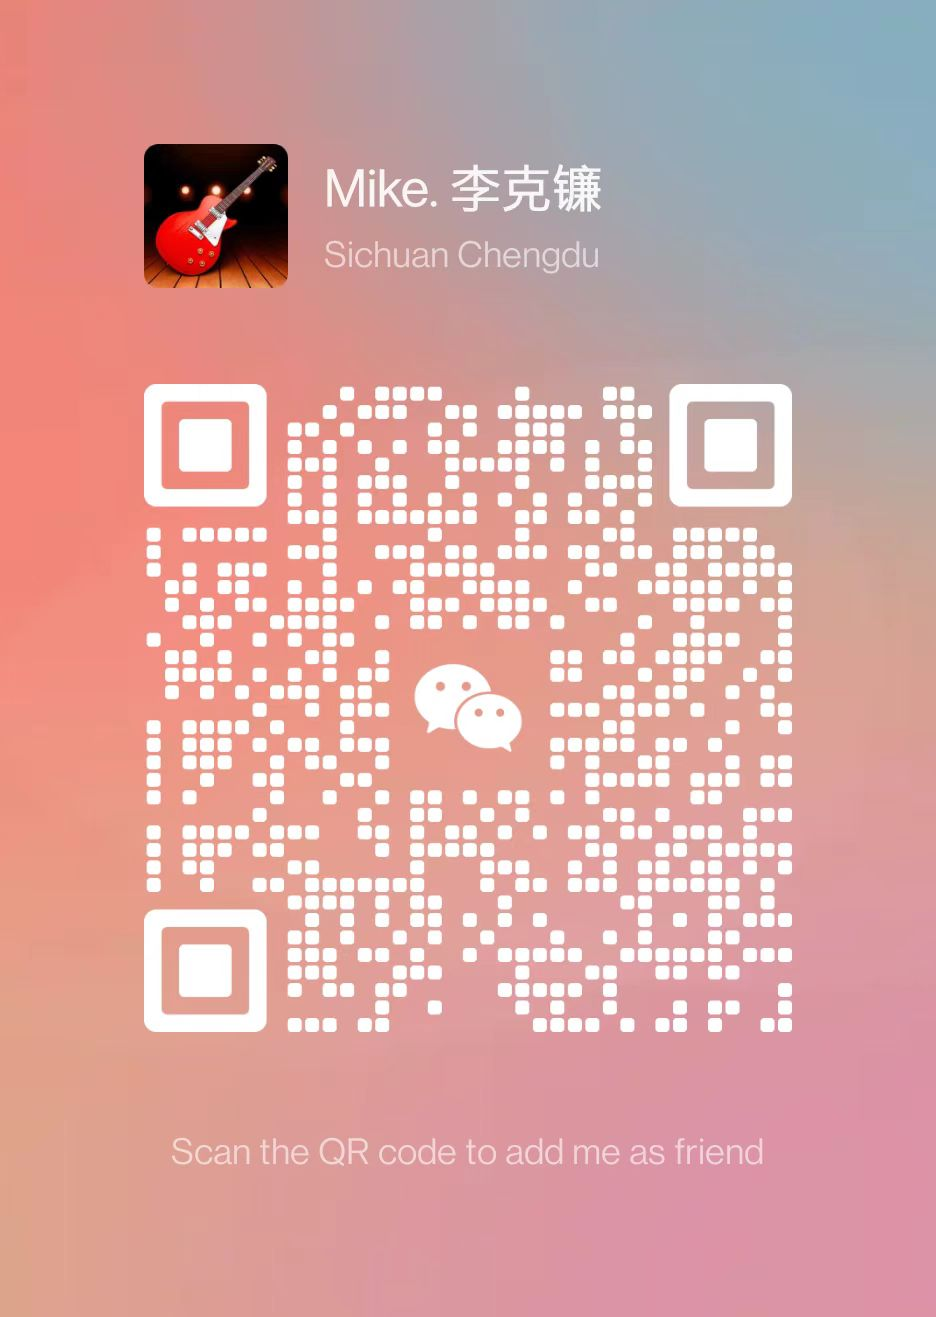 Mike. 李克镰
Sichuan Chengdu
Scan the QR code to add me as friend